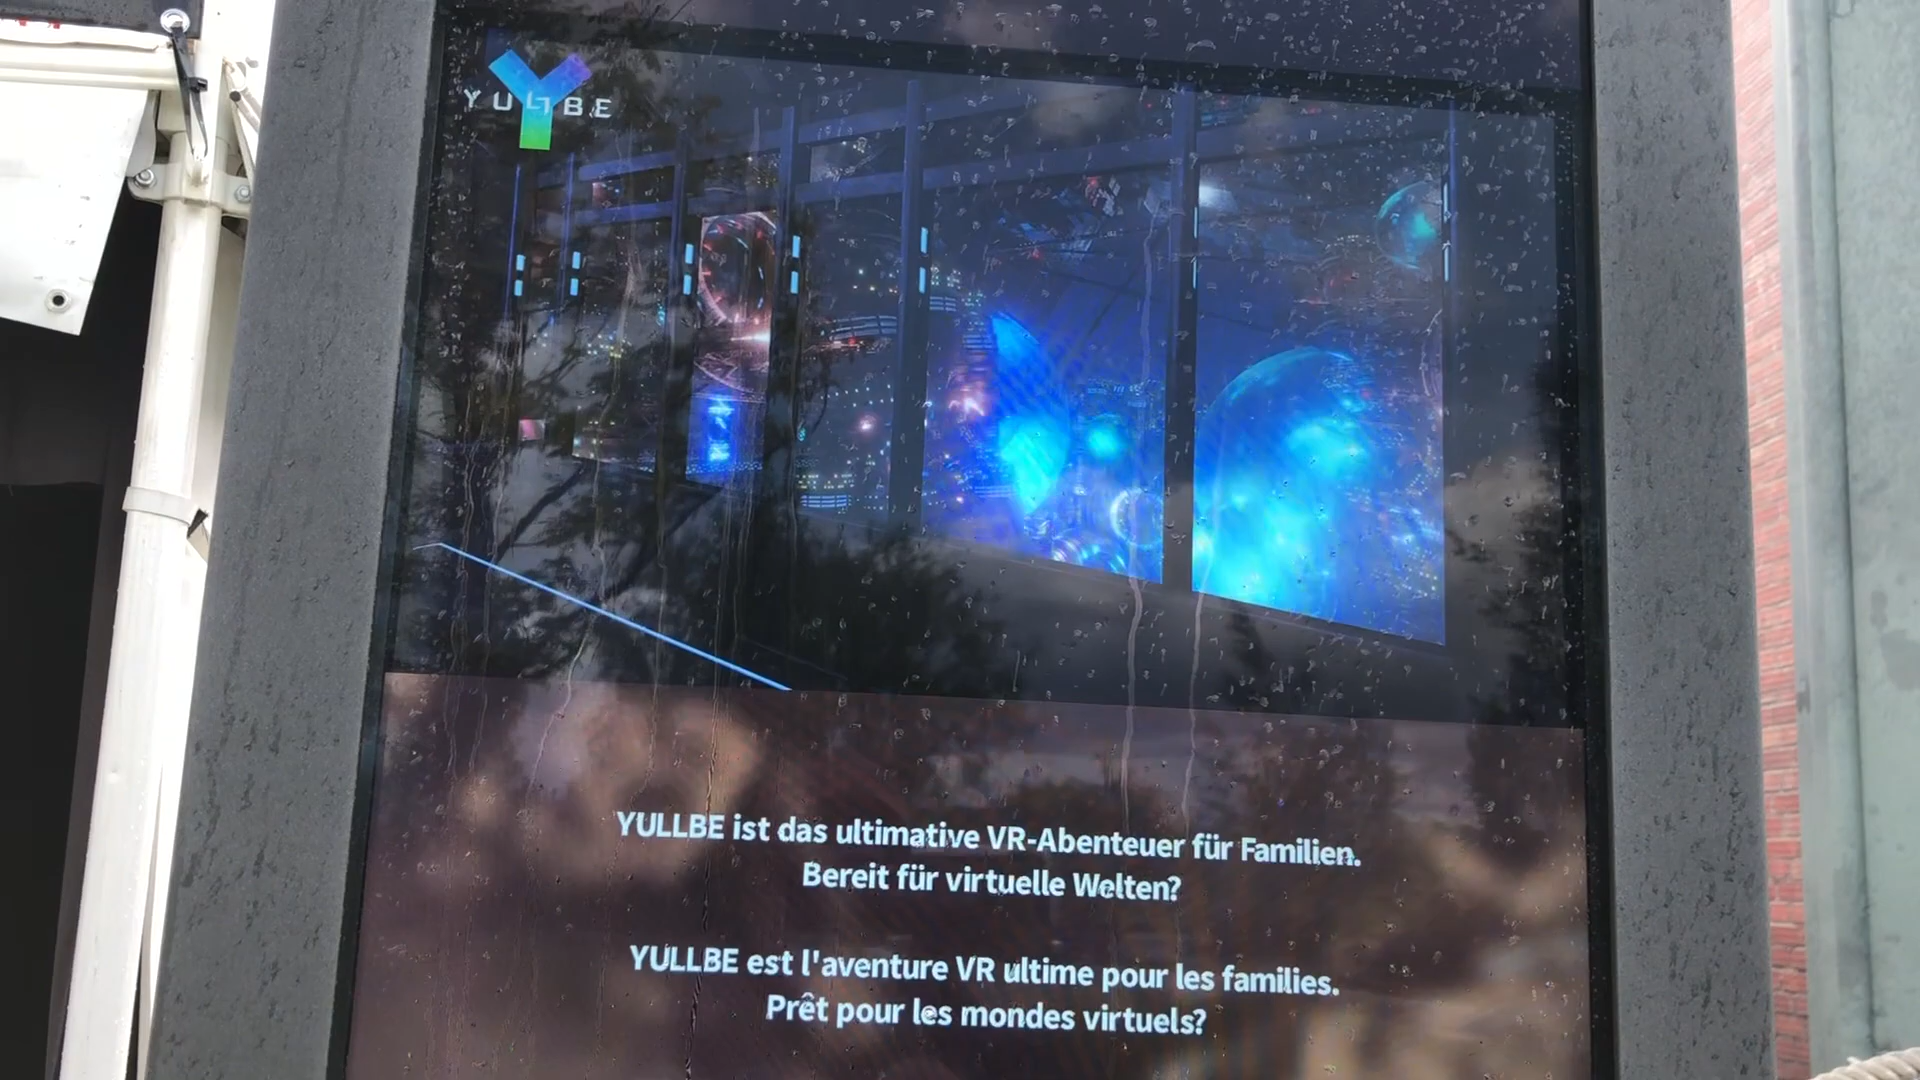 YULLBE
YULLBE ist das ultimative VR-Abenteuer für Familien.
Bereit für virtuelle Welten?
YULLBE est l'aventure VR ultime pour les families.
Prêt pour les mondes virtuels?